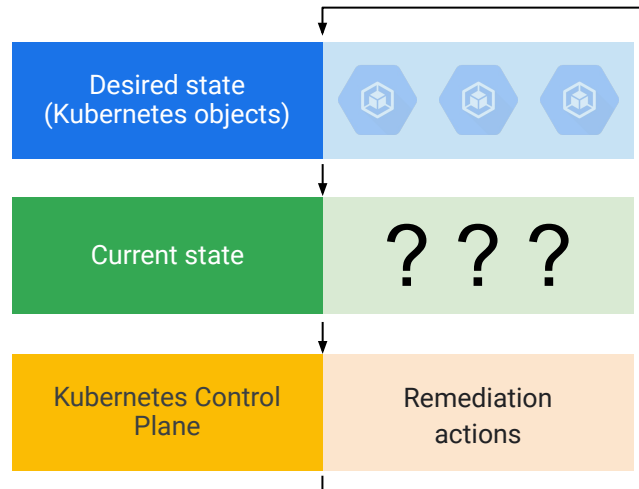 Desired state
(Kubernetes objects)
Current state
? ? ?
Kubernetes Control
Plane
Remediation
actions